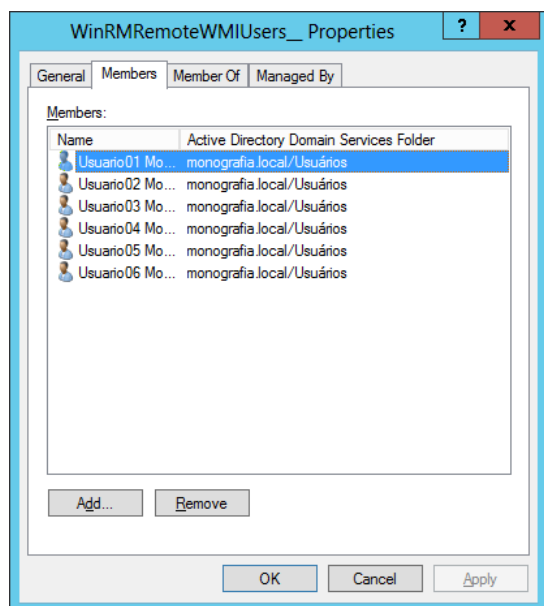 WinRMRemoteWMIUsers__ Properties ? x
General Members Member Of Managed By
Members:
Name Active Directory Domain Services Folder
Usuario01 Mo... monografia.local/Usuários
Usuario02 Mo... monografia.local/Usuários
Usuario03 Mo... monografia.local/Usuários
Usuario04 Mo... monografia.local/Usuários
Usuario05 Mo... monografia.local/Usuários
Usuario06 Mo... monografia.local/Usuários
Add... Remove
OK Cancel Apply